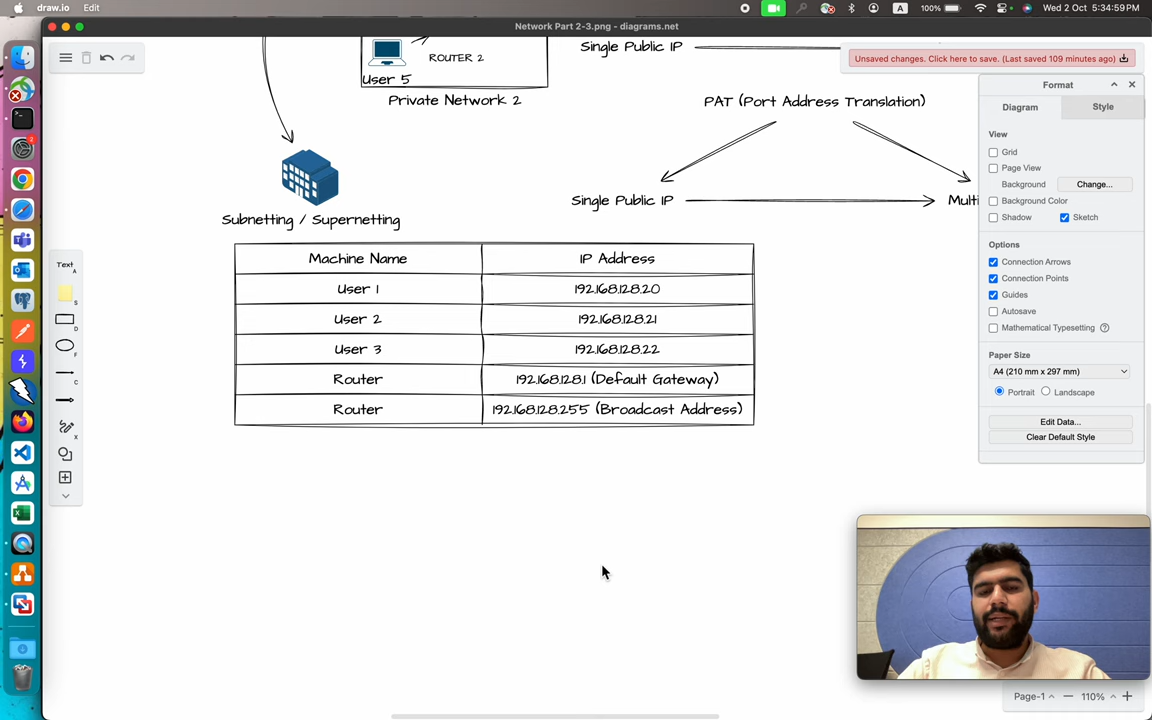 draw.io Edit
A 100% Wed 2 Oct 5:34:59 PM
Network Part 2-3.png - diagrams.net
Single Public IP
Unsaved changes. Click here to save. (Last saved 109 minutes ago)
ROUTER 2
User 5
Private Network 2
PAT (Port Address Translation)
Single Public IP
Multi
Subnetting / Supernetting
Machine Name IP Address
User 1 192.168.128.20
User 2 192.168.128.21
User 3 192.168.128.22
Router 192.168.128.1 (Default Gateway)
Router 192.168.128.255 (Broadcast Address)
Text
A
S
D
F
C
X
Format
Diagram Style
View
Grid
Page View
Background Change...
Background Color
Shadow Sketch
Options
Connection Arrows
Connection Points
Guides
Autosave
Mathematical Typesetting
Paper Size
A4 (210 mm x 297 mm)
Portrait Landscape
Edit Data...
Clear Default Style
Page-1 110%